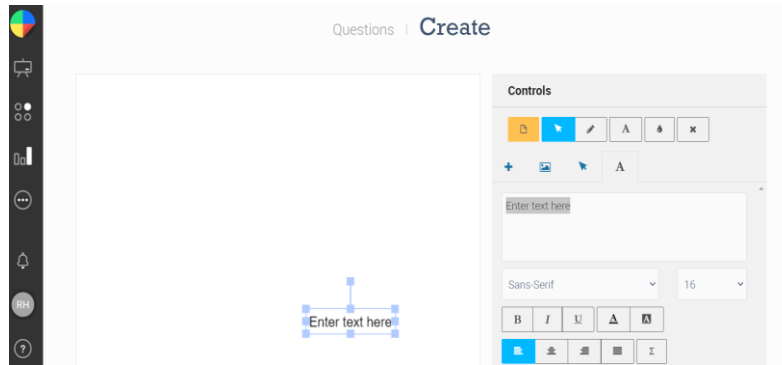 Questions | Create
Controls
A
A
Enter text here
Sans-Serif 16
Enter text here
B I U A A
Σ
RH
?